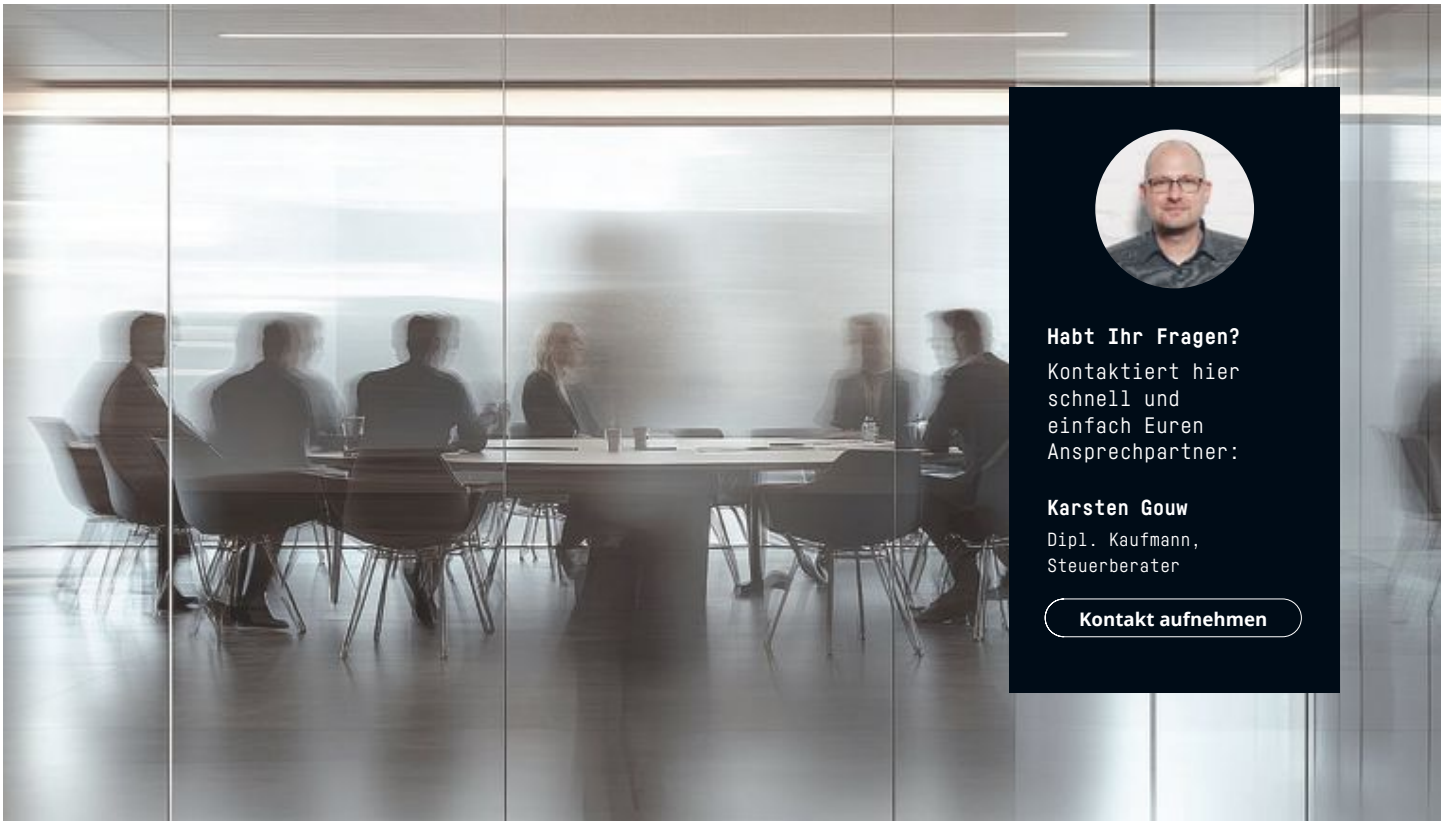 Habt Ihr Fragen?
Kontaktiert hier
schnell und
einfach Euren
Ansprechpartner:
Karsten Gouw
Dipl. Kaufmann,
Steuerberater
Kontakt aufnehmen